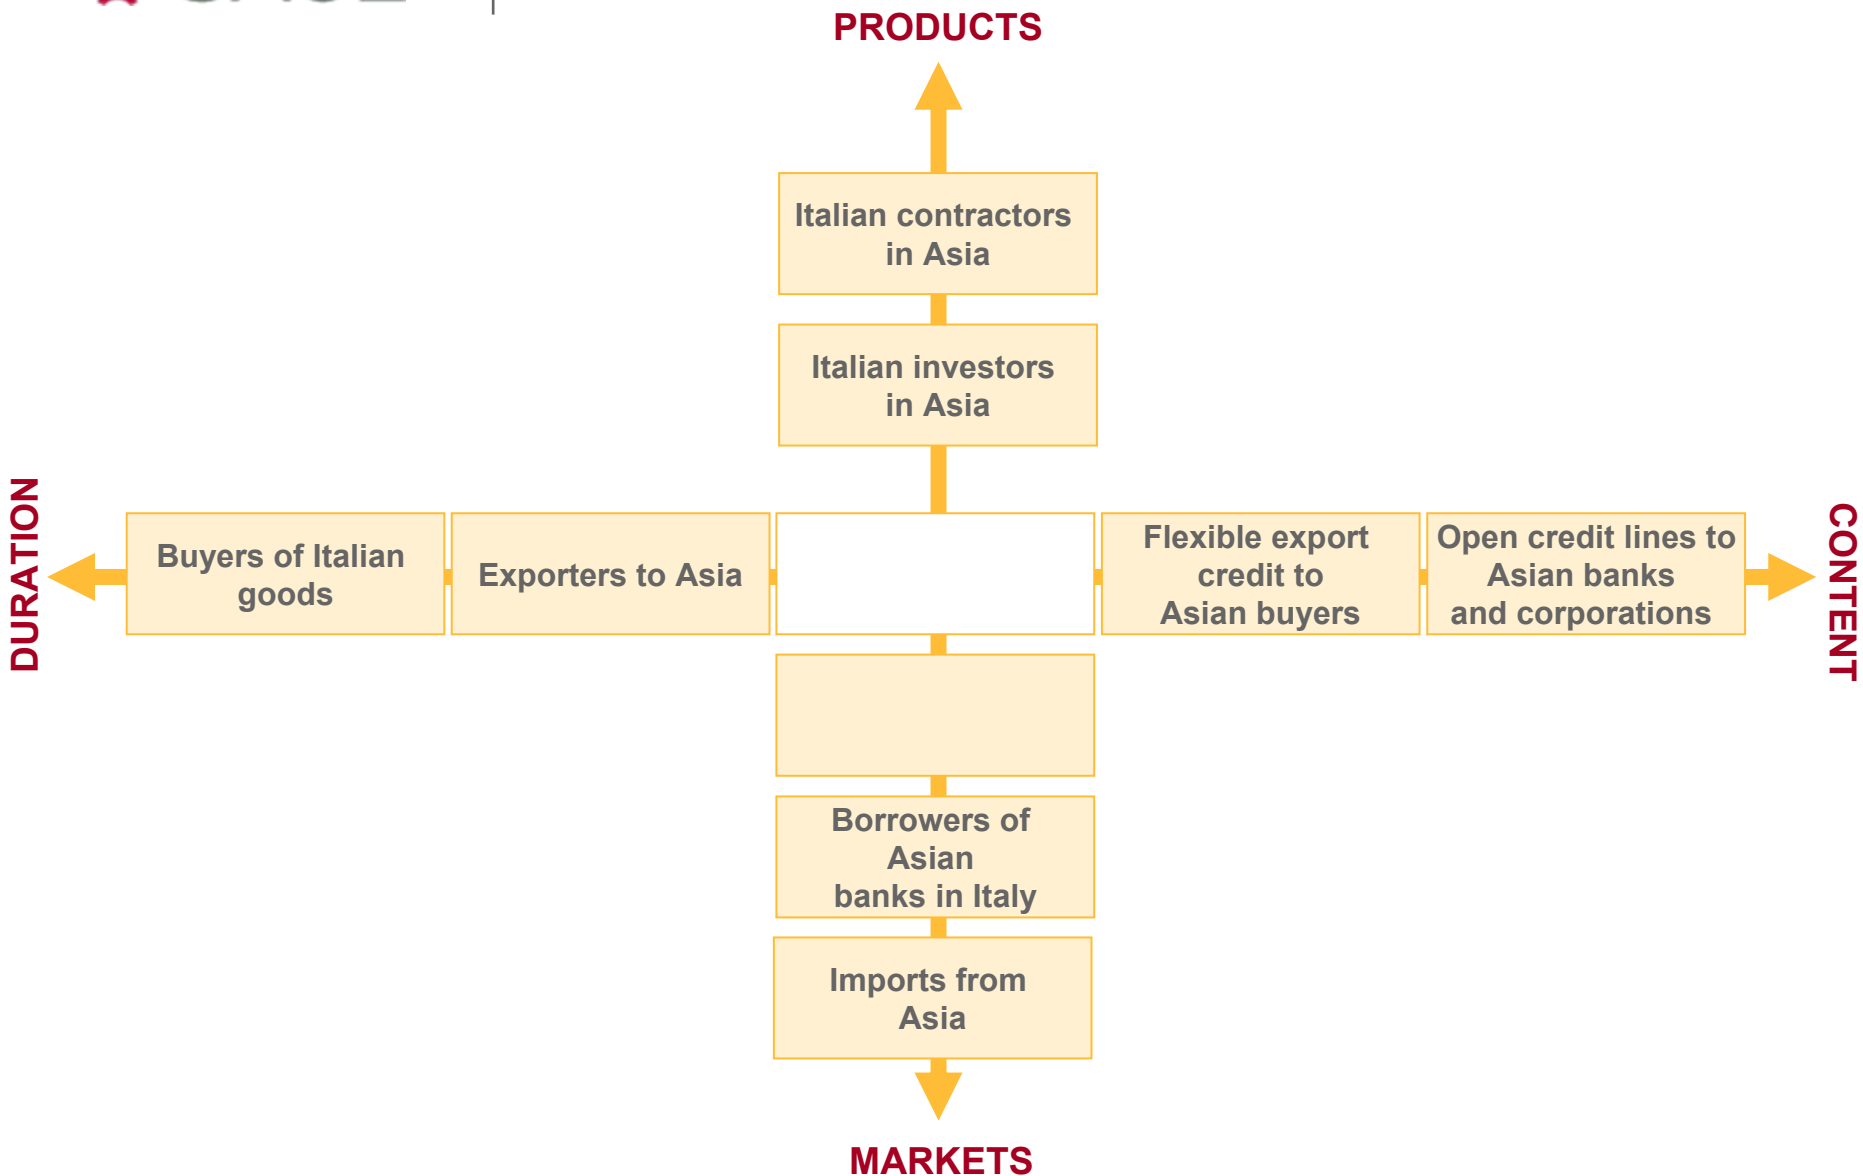 PRODUCTS
Italian contractors
in Asia
Italian investors
in Asia
DURATION
Buyers of Italian
goods
Exporters to Asia
Flexible export
credit to
Asian buyers
Open credit lines to
Asian banks
and corporations
CONTENT
Borrowers of
Asian
banks in Italy
Imports from
Asia
MARKETS